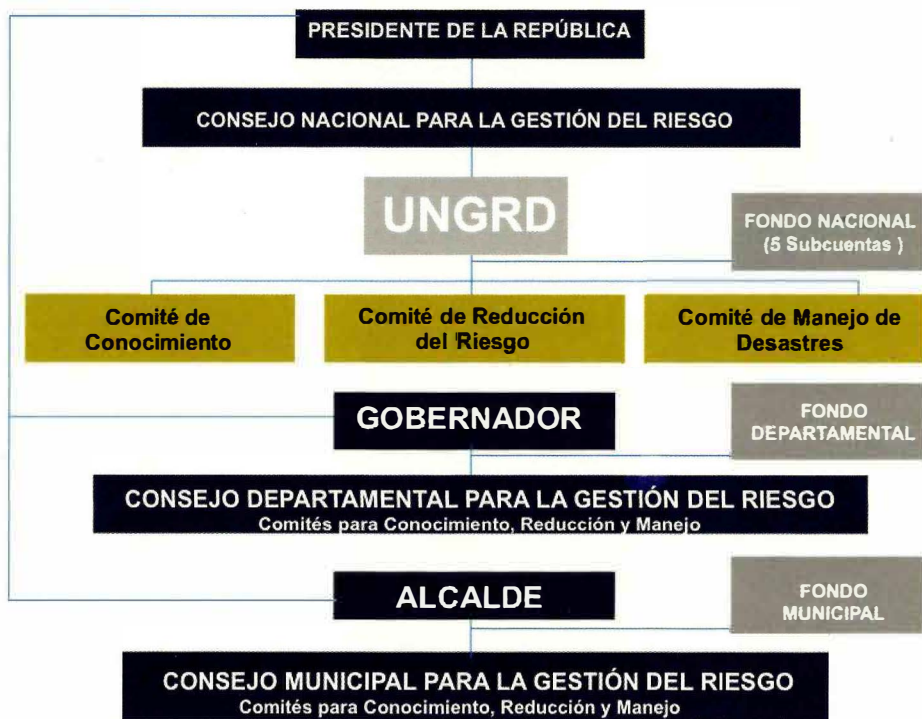 PRESIDENTE DE LA REPÚBLICA
CONSEJO NACIONAL PARA LA GESTIÓN DEL RIESGO
UNGRD
FONDO NACIONAL
(5 Subcuentas )
Comité de
Conocimiento
Comité de Reducción
del Riesgo
Comité de Manejo de
Desastres
GOBERNADOR
FONDO
DEPARTAMENTAL
CONSEJO DEPARTAMENTAL PARA LA GESTIÓN DEL RIESGO
Comités para Conocimiento, Reducción y Manejo
ALCALDE
FONDO
MUNICIPAL
CONSEJO MUNICIPAL PARA LA GESTIÓN DEL RIESGO
Comités para Conocimiento, Reducción y Manejo